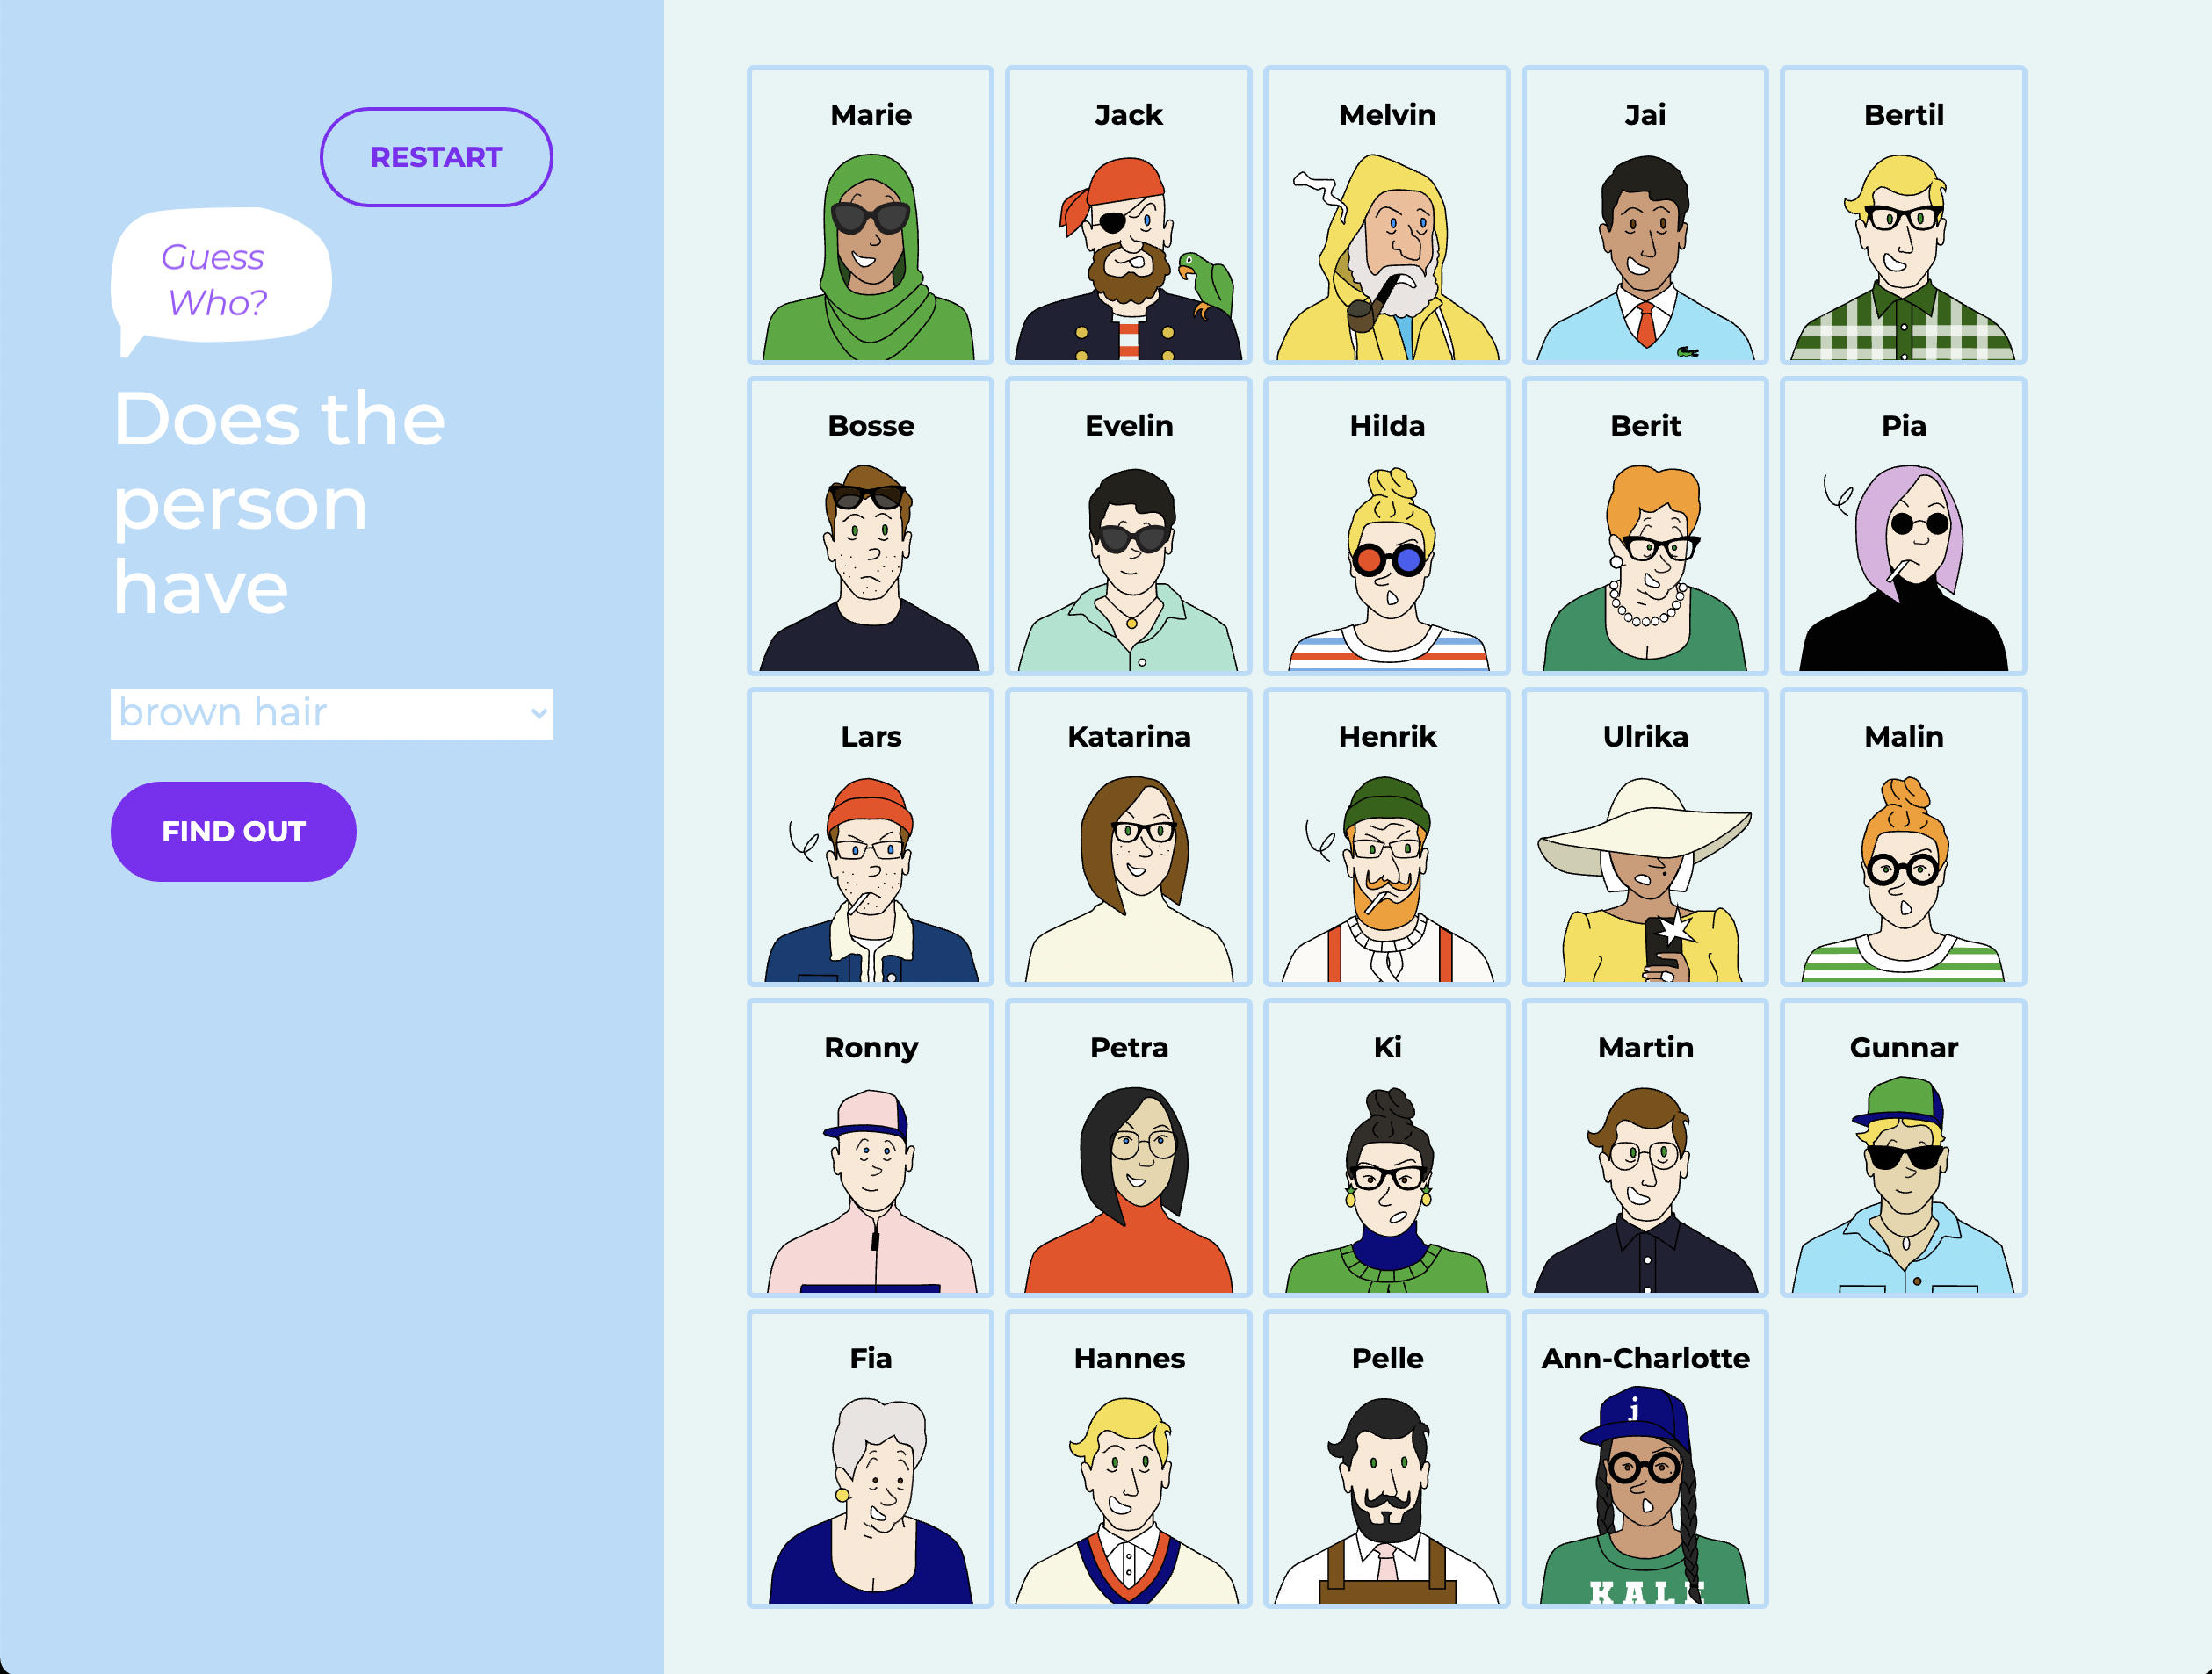 RESTART
Guess
Who?
Does the
person
have
brown hair
FIND OUT
Marie
Jack
Melvin
Jai
Bertil
Bosse
Evelin
Hilda
Berit
Pia
Lars
Katarina
Henrik
Ulrika
Malin
Ronny
Petra
Ki
Martin
Gunnar
Fia
Hannes
Pelle
Ann-Charlotte
j